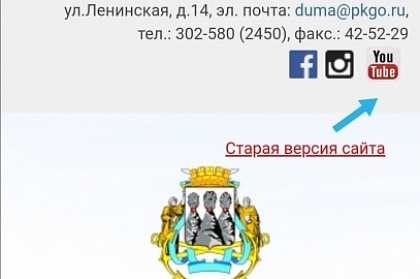 ул.Ленинская, д.14, эл. почта: duma@pkgo.ru,
тел.: 302-580 (2450), факс.: 42-52-29
You
Tube
Старая версия сайта